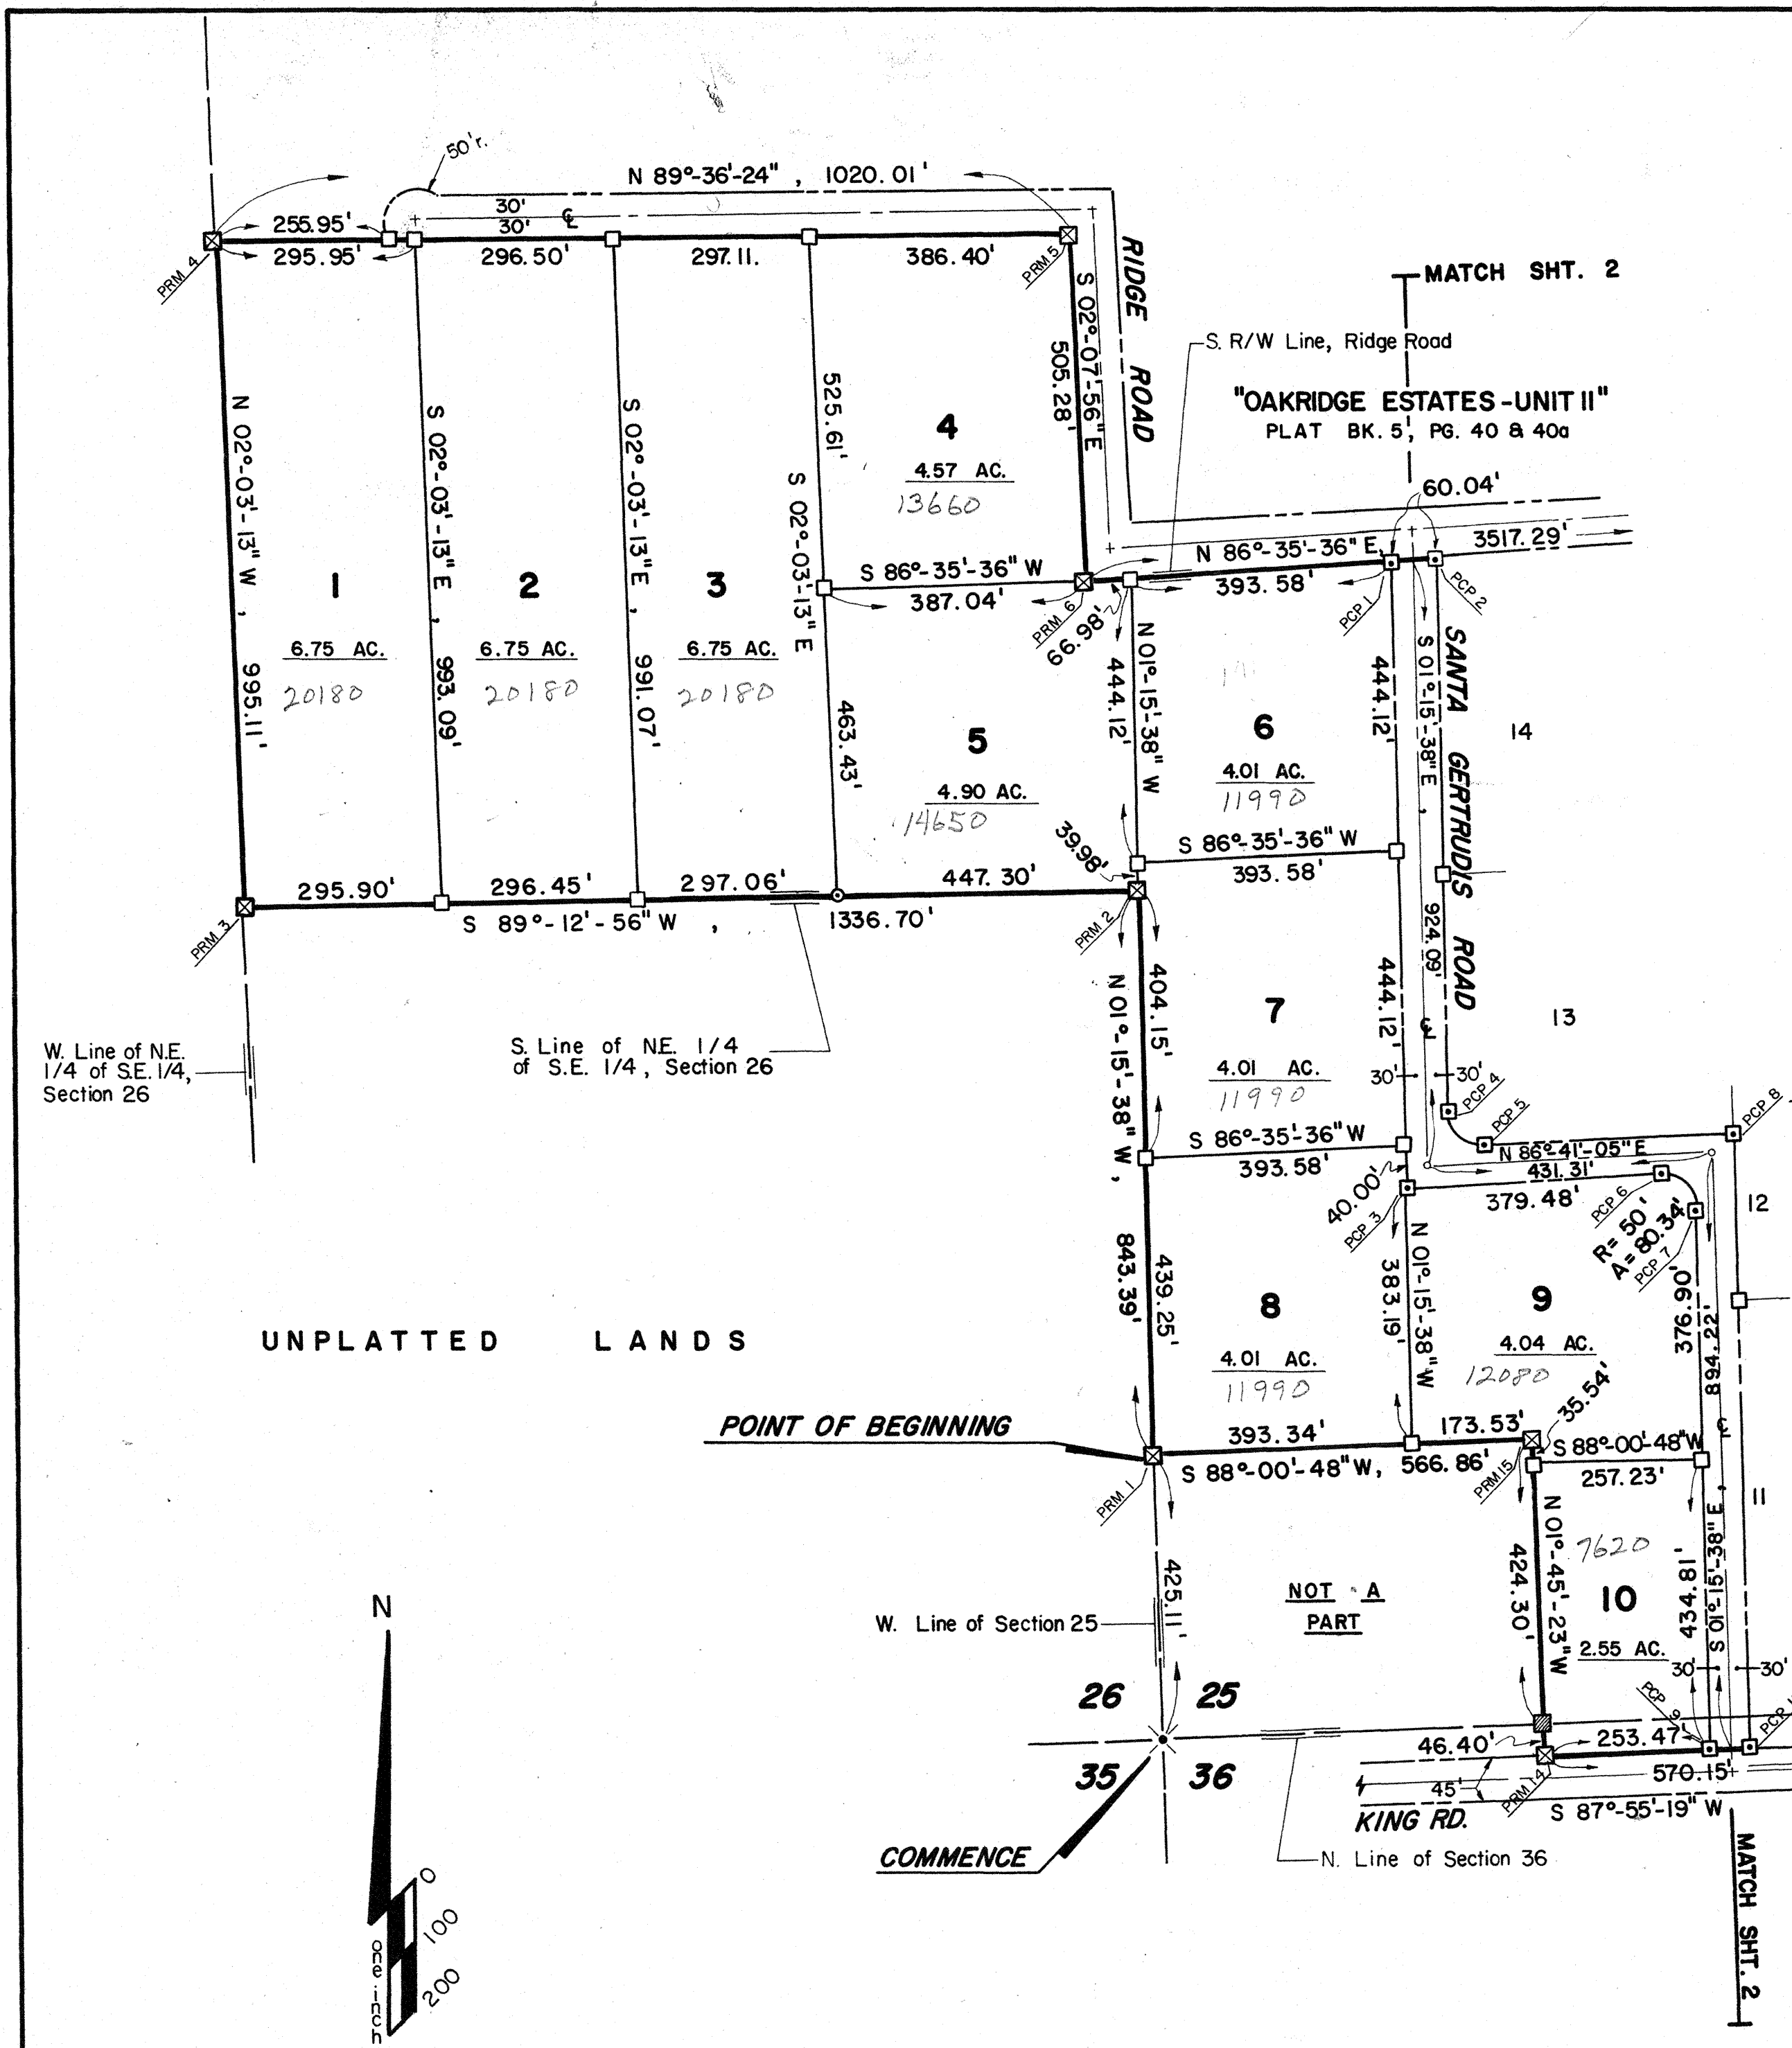 50'r.
N 89°-36'-24" , 1020.01'
30'
30'
℄
255.95'
295.95'
296.50'
297.11.
386.40'
PRM 4
PRM 5
RIDGE ROAD
MATCH SHT. 2
S. R/W Line, Ridge Road
"OAKRIDGE ESTATES-UNIT II"
PLAT BK. 5, PG. 40 & 40a
60.04'
3517.29'
N 86°-35'-36" E,
393.58'
S 02°-07'-56" E
505.28'
N 02°-03'-13" W , 995.11'
S 02°-03'-13" E , 993.09'
S 02°-03'-13" E , 991.07'
525.61'
S 02°-03'-13" E
463.43'
4
4.57 AC.
13660
S 86°-35'-36" W
387.04'
PRM 6
66.98'
PCP 1
PCP 2
1
6.75 AC.
20180
2
6.75 AC.
20180
3
6.75 AC.
20180
5
4.90 AC.
14650
N 01°-15'-38" W
444.12'
6
4.01 AC.
11990
444.12'
S 01°-15'-38" E , 924.09'
SANTA GERTRUDIS ROAD
14
39.98'
S 86°-35'-36" W
393.58'
295.90'
296.45'
297.06'
447.30'
S 89°-12'-56" W , 1336.70'
PRM 3
PRM 2
W. Line of N.E.
1/4 of S.E. 1/4,
Section 26
S. Line of N.E. 1/4
of S.E. 1/4, Section 26
N 01°-15'-38" W , 843.39'
404.15'
7
4.01 AC.
11990
444.12'
℄
30'
30'
13
PCP 4
PCP 5
PCP 8
S 86°-35'-36" W
393.58'
N 86°-41'-05" E
431.31'
379.48'
40.00'
PCP 3
PCP 6
R= 50'
A= 80.34'
PCP 7
12
439.25'
8
4.01 AC.
11990
383.19'
N 01°-15'-38" W
9
4.04 AC.
12080
376.90'
894.22'
℄
35.54'
UNPLATTED LANDS
POINT OF BEGINNING
393.34'
173.53'
S 88°-00'-48" W, 566.86'
PRM 1
PRM 15
S 88°-00'-48" W
257.23'
11
425.11'
NOT A
PART
W. Line of Section 25
424.30'
N 01°-45'-23" W
7620
10
2.55 AC.
434.81'
S 01°-15'-38" E ,
30'
30'
N
26
25
35
36
PCP 9
46.40'
253.47'
570.15'
45'
PRM 14
S 87°-55'-19" W
KING RD.
COMMENCE
N. Line of Section 36
MATCH SHT. 2
0
100
200
one inch